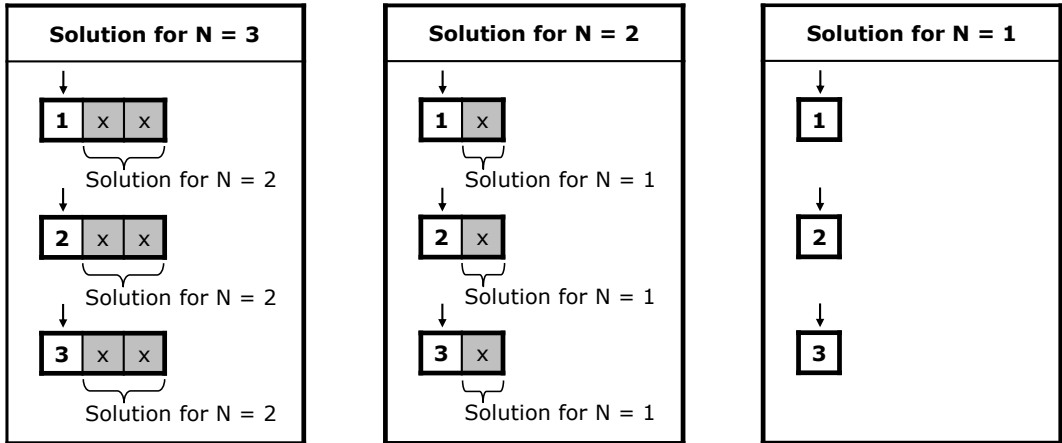 Solution for N = 3
1 x x
Solution for N = 2
2 x x
Solution for N = 2
3 x x
Solution for N = 2
Solution for N = 2
1 x
Solution for N = 1
2 x
Solution for N = 1
3 x
Solution for N = 1
Solution for N = 1
1
2
3